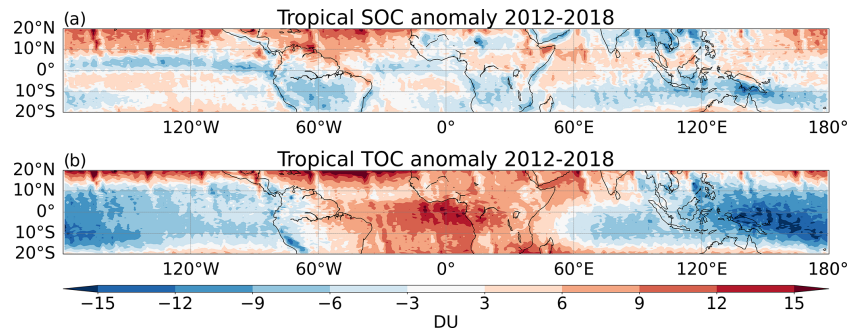 (a) Tropical SOC anomaly 2012-2018
20°N
10°N
0°
10°S
20°S
120°W 60°W 0° 60°E 120°E 180°
(b) Tropical TOC anomaly 2012-2018
20°N
10°N
0°
10°S
20°S
120°W 60°W 0° 60°E 120°E 180°
−15 −12 −9 −6 −3 3 6 9 12 15
DU